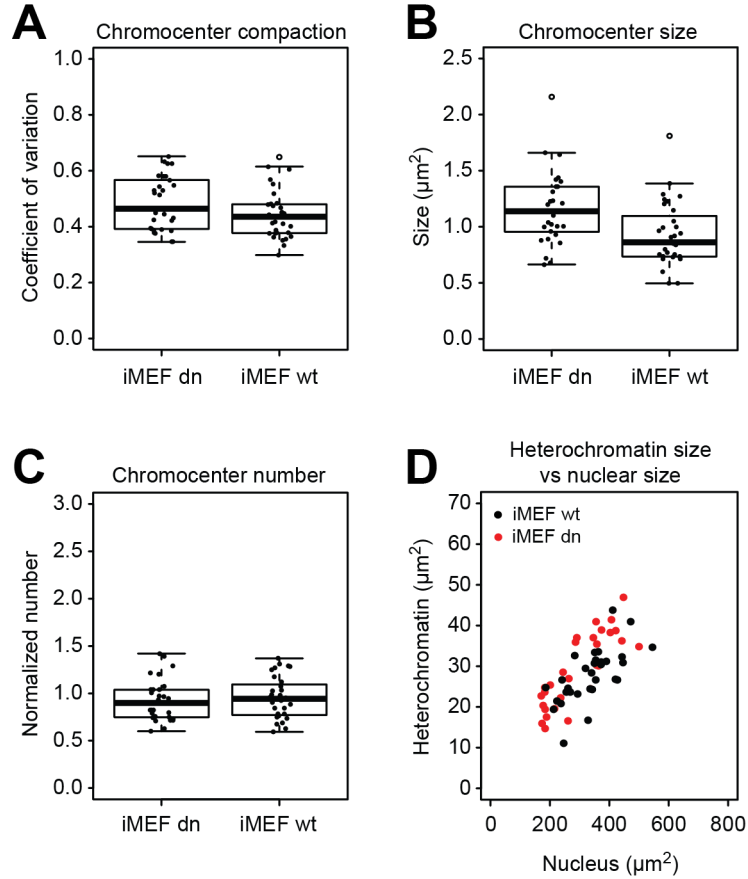 A
Chromocenter compaction
Coefficient of variation
1.0
0.8
0.6
0.4
0.2
0.0
iMEF dn
iMEF wt
B
Chromocenter size
Size (μm²)
2.5
2.0
1.5
1.0
0.5
0.0
iMEF dn
iMEF wt
C
Chromocenter number
Normalized number
3.0
2.5
2.0
1.5
1.0
0.5
0.0
iMEF dn
iMEF wt
D
Heterochromatin size
vs nuclear size
Heterochromatin (μm²)
70
60
50
40
30
20
10
0
iMEF wt
iMEF dn
0
200
400
600
800
Nucleus (μm²)